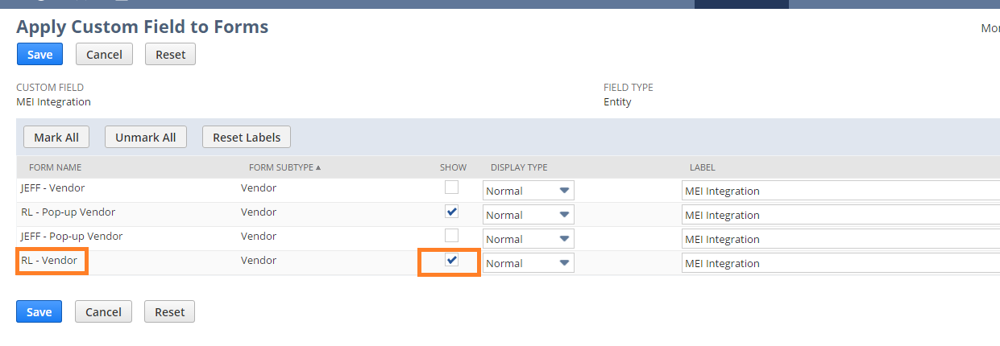 Apply Custom Field to Forms
Mor
Save Cancel Reset
CUSTOM FIELD FIELD TYPE
MEI Integration Entity
Mark All Unmark All Reset Labels
FORM NAME FORM SUBTYPE SHOW DISPLAY TYPE LABEL
JEFF - Vendor Vendor Normal MEI Integration
RL - Pop-up Vendor Vendor Normal MEI Integration
JEFF - Pop-up Vendor Vendor Normal MEI Integration
RL - Vendor Vendor Normal MEI Integration
Save Cancel Reset